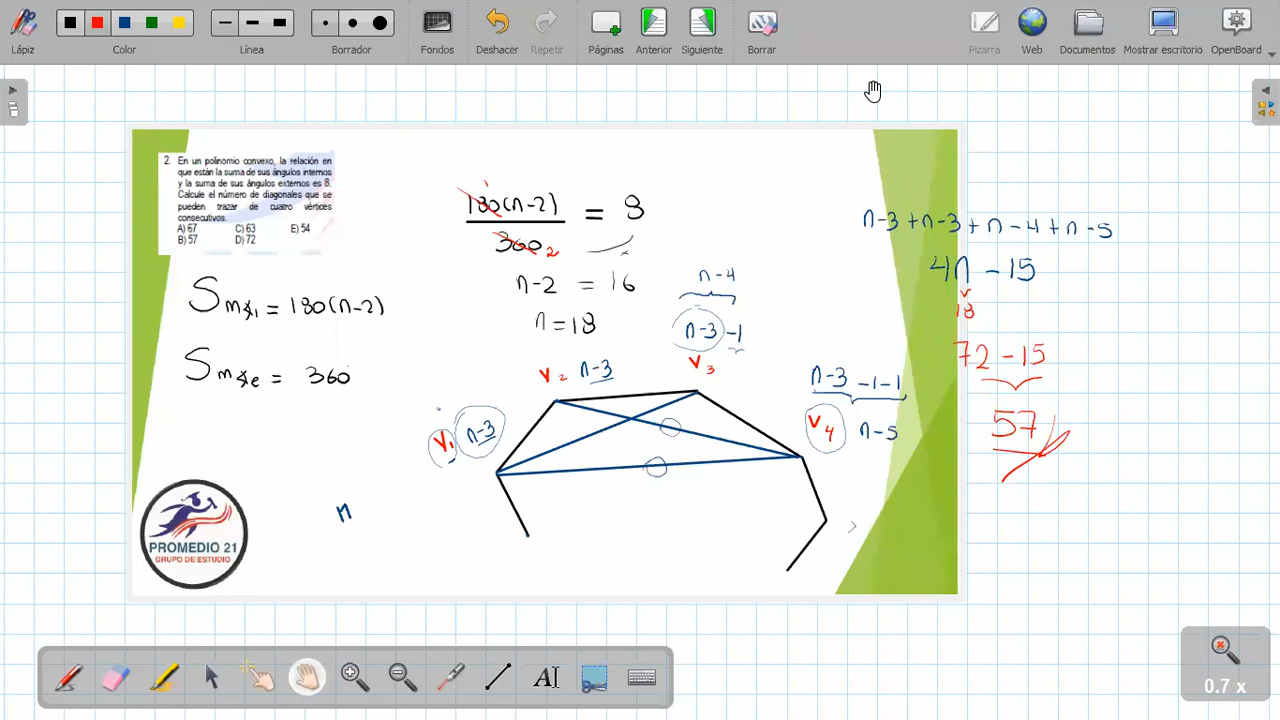 Lápiz
Color
Línea
Borrador
Fondos
Deshacer
Repetir
Páginas
Anterior
Siguiente
Borrar
Pizarra
Web
Documentos
Mostrar escritorio
OpenBoard
2. En un polinomio convexo, la relación en
que están la suma de sus ángulos internos
y la suma de sus ángulos externos es 8.
Calcule el número de diagonales que se
pueden trazar de cuatro vértices
consecutivos.
A) 67 C) 63 E) 54
B) 57 D) 72
S m∢i = 180(n-2)
S m∢e = 360
n
1
180(n-2) = 8
360 2
n-2 = 16
n=18
n-4
n-3 -1
V2 n-3
V3
n-3 -1-1
V1 n-3
V4 n-5
n-3+n-3+n-4+n-5
4n -15
18
72 -15
57
PROMEDIO 21
GRUPO DE ESTUDIO
0.7 x